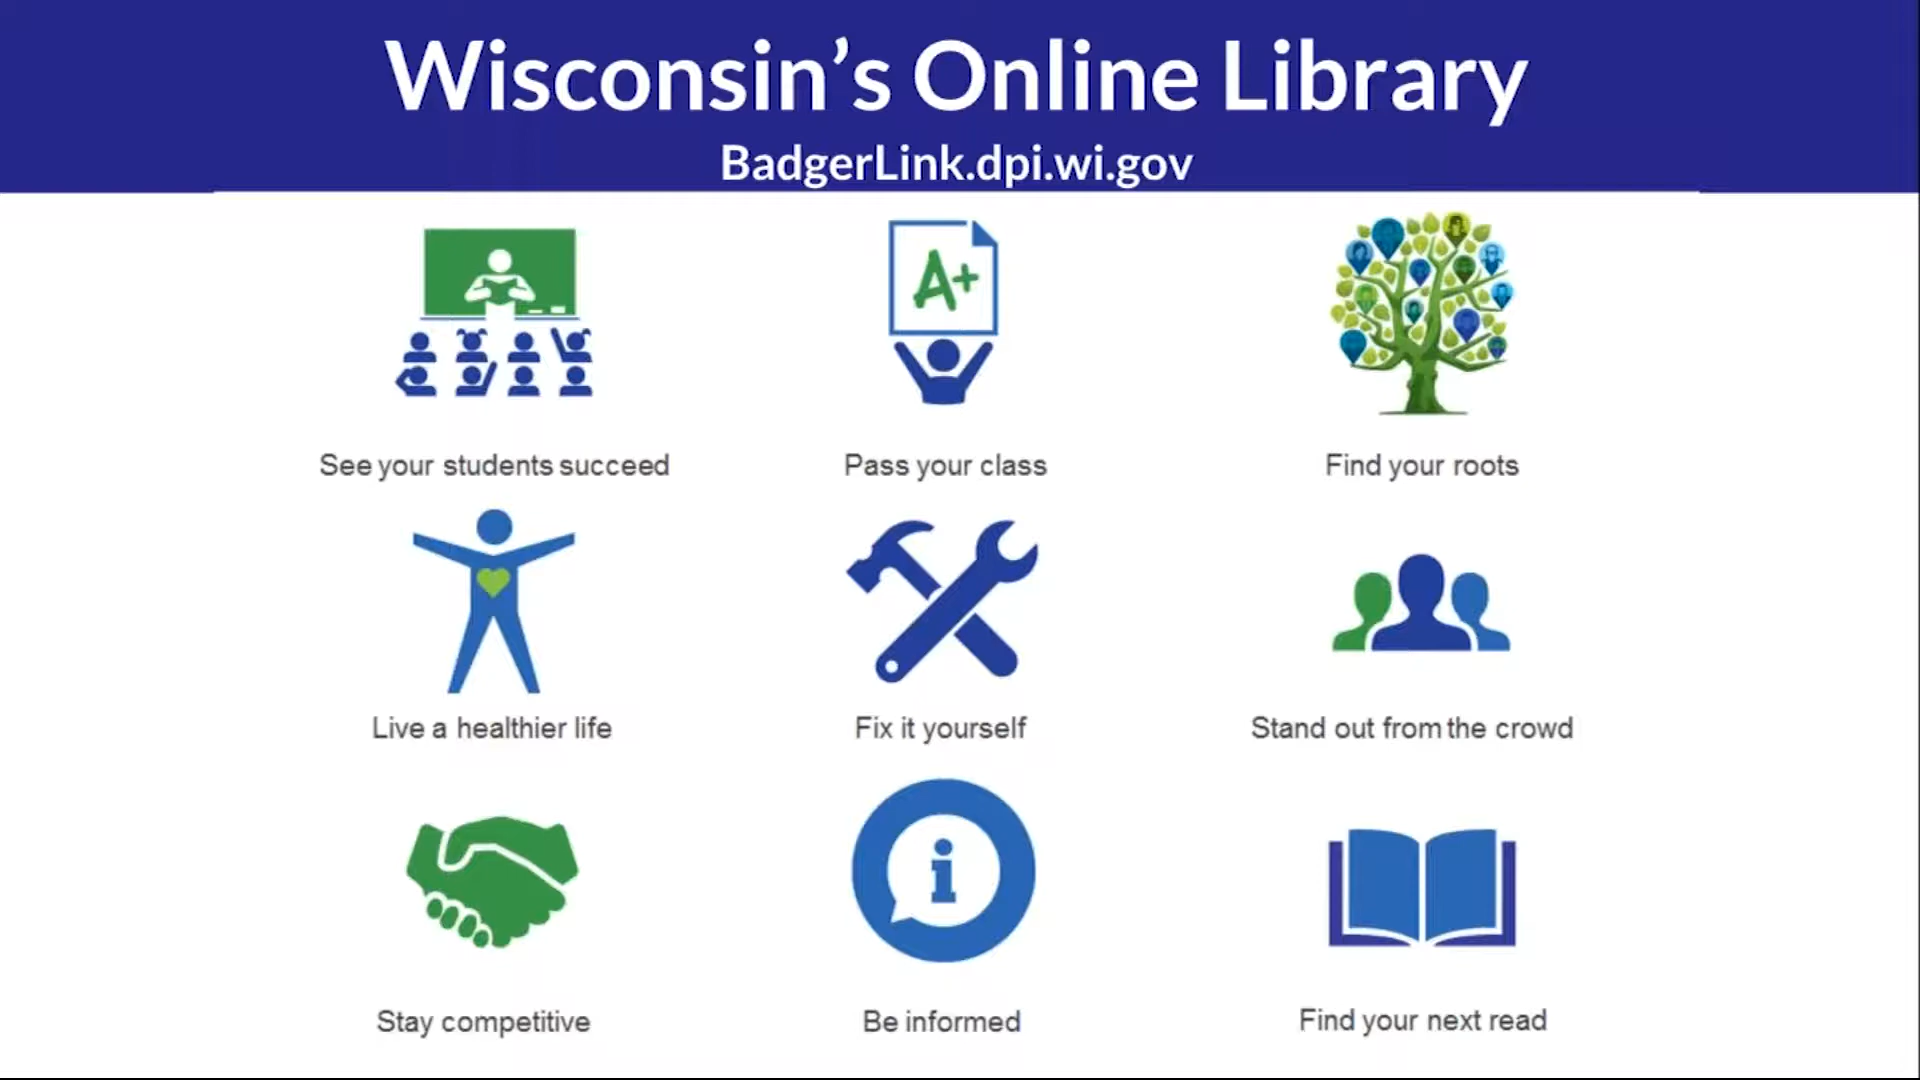 Wisconsin’s Online Library
BadgerLink.dpi.wi.gov
A+
See your students succeed
Pass your class
Find your roots
Live a healthier life
Fix it yourself
Stand out from the crowd
i
Stay competitive
Be informed
Find your next read